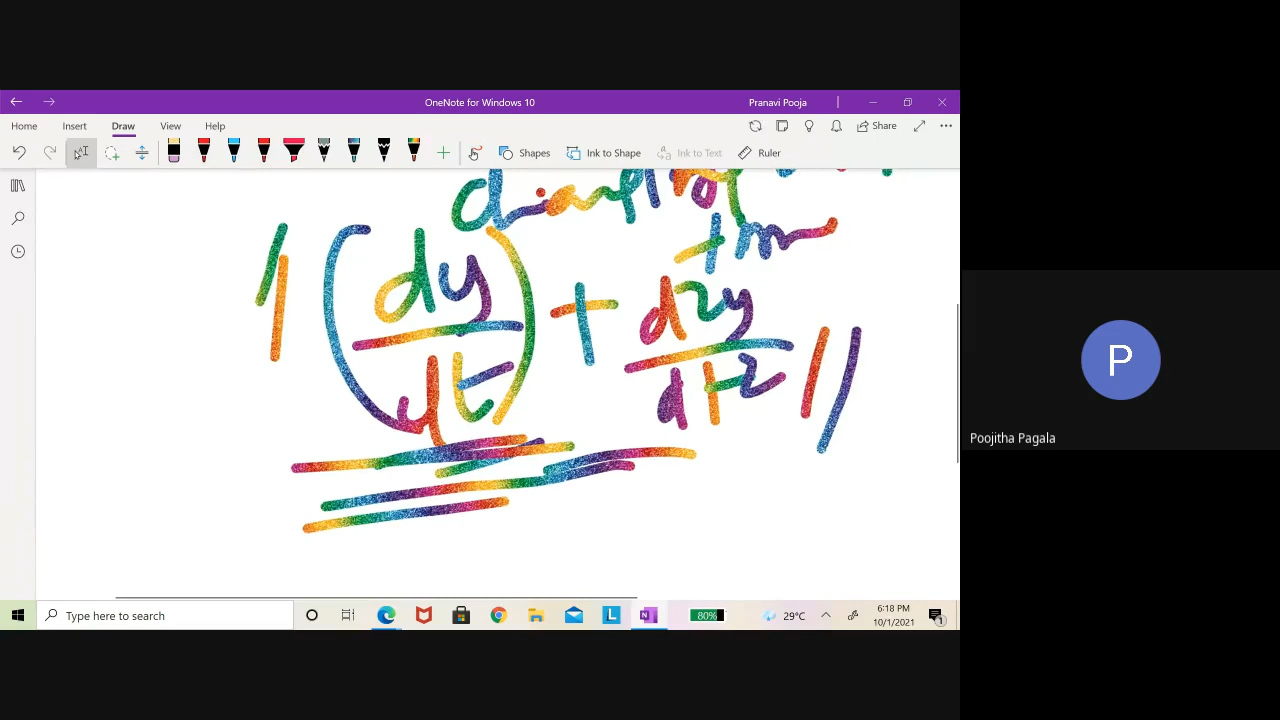 OneNote for Windows 10
Pranavi Pooja
Home Insert Draw View Help
Share
Shapes Ink to Shape Ink to Text Ruler
+m
(dy/dt) + d2y/dt2
P
Poojitha Pagala
Type here to search
80%
29°C
6:18 PM
10/1/2021
1